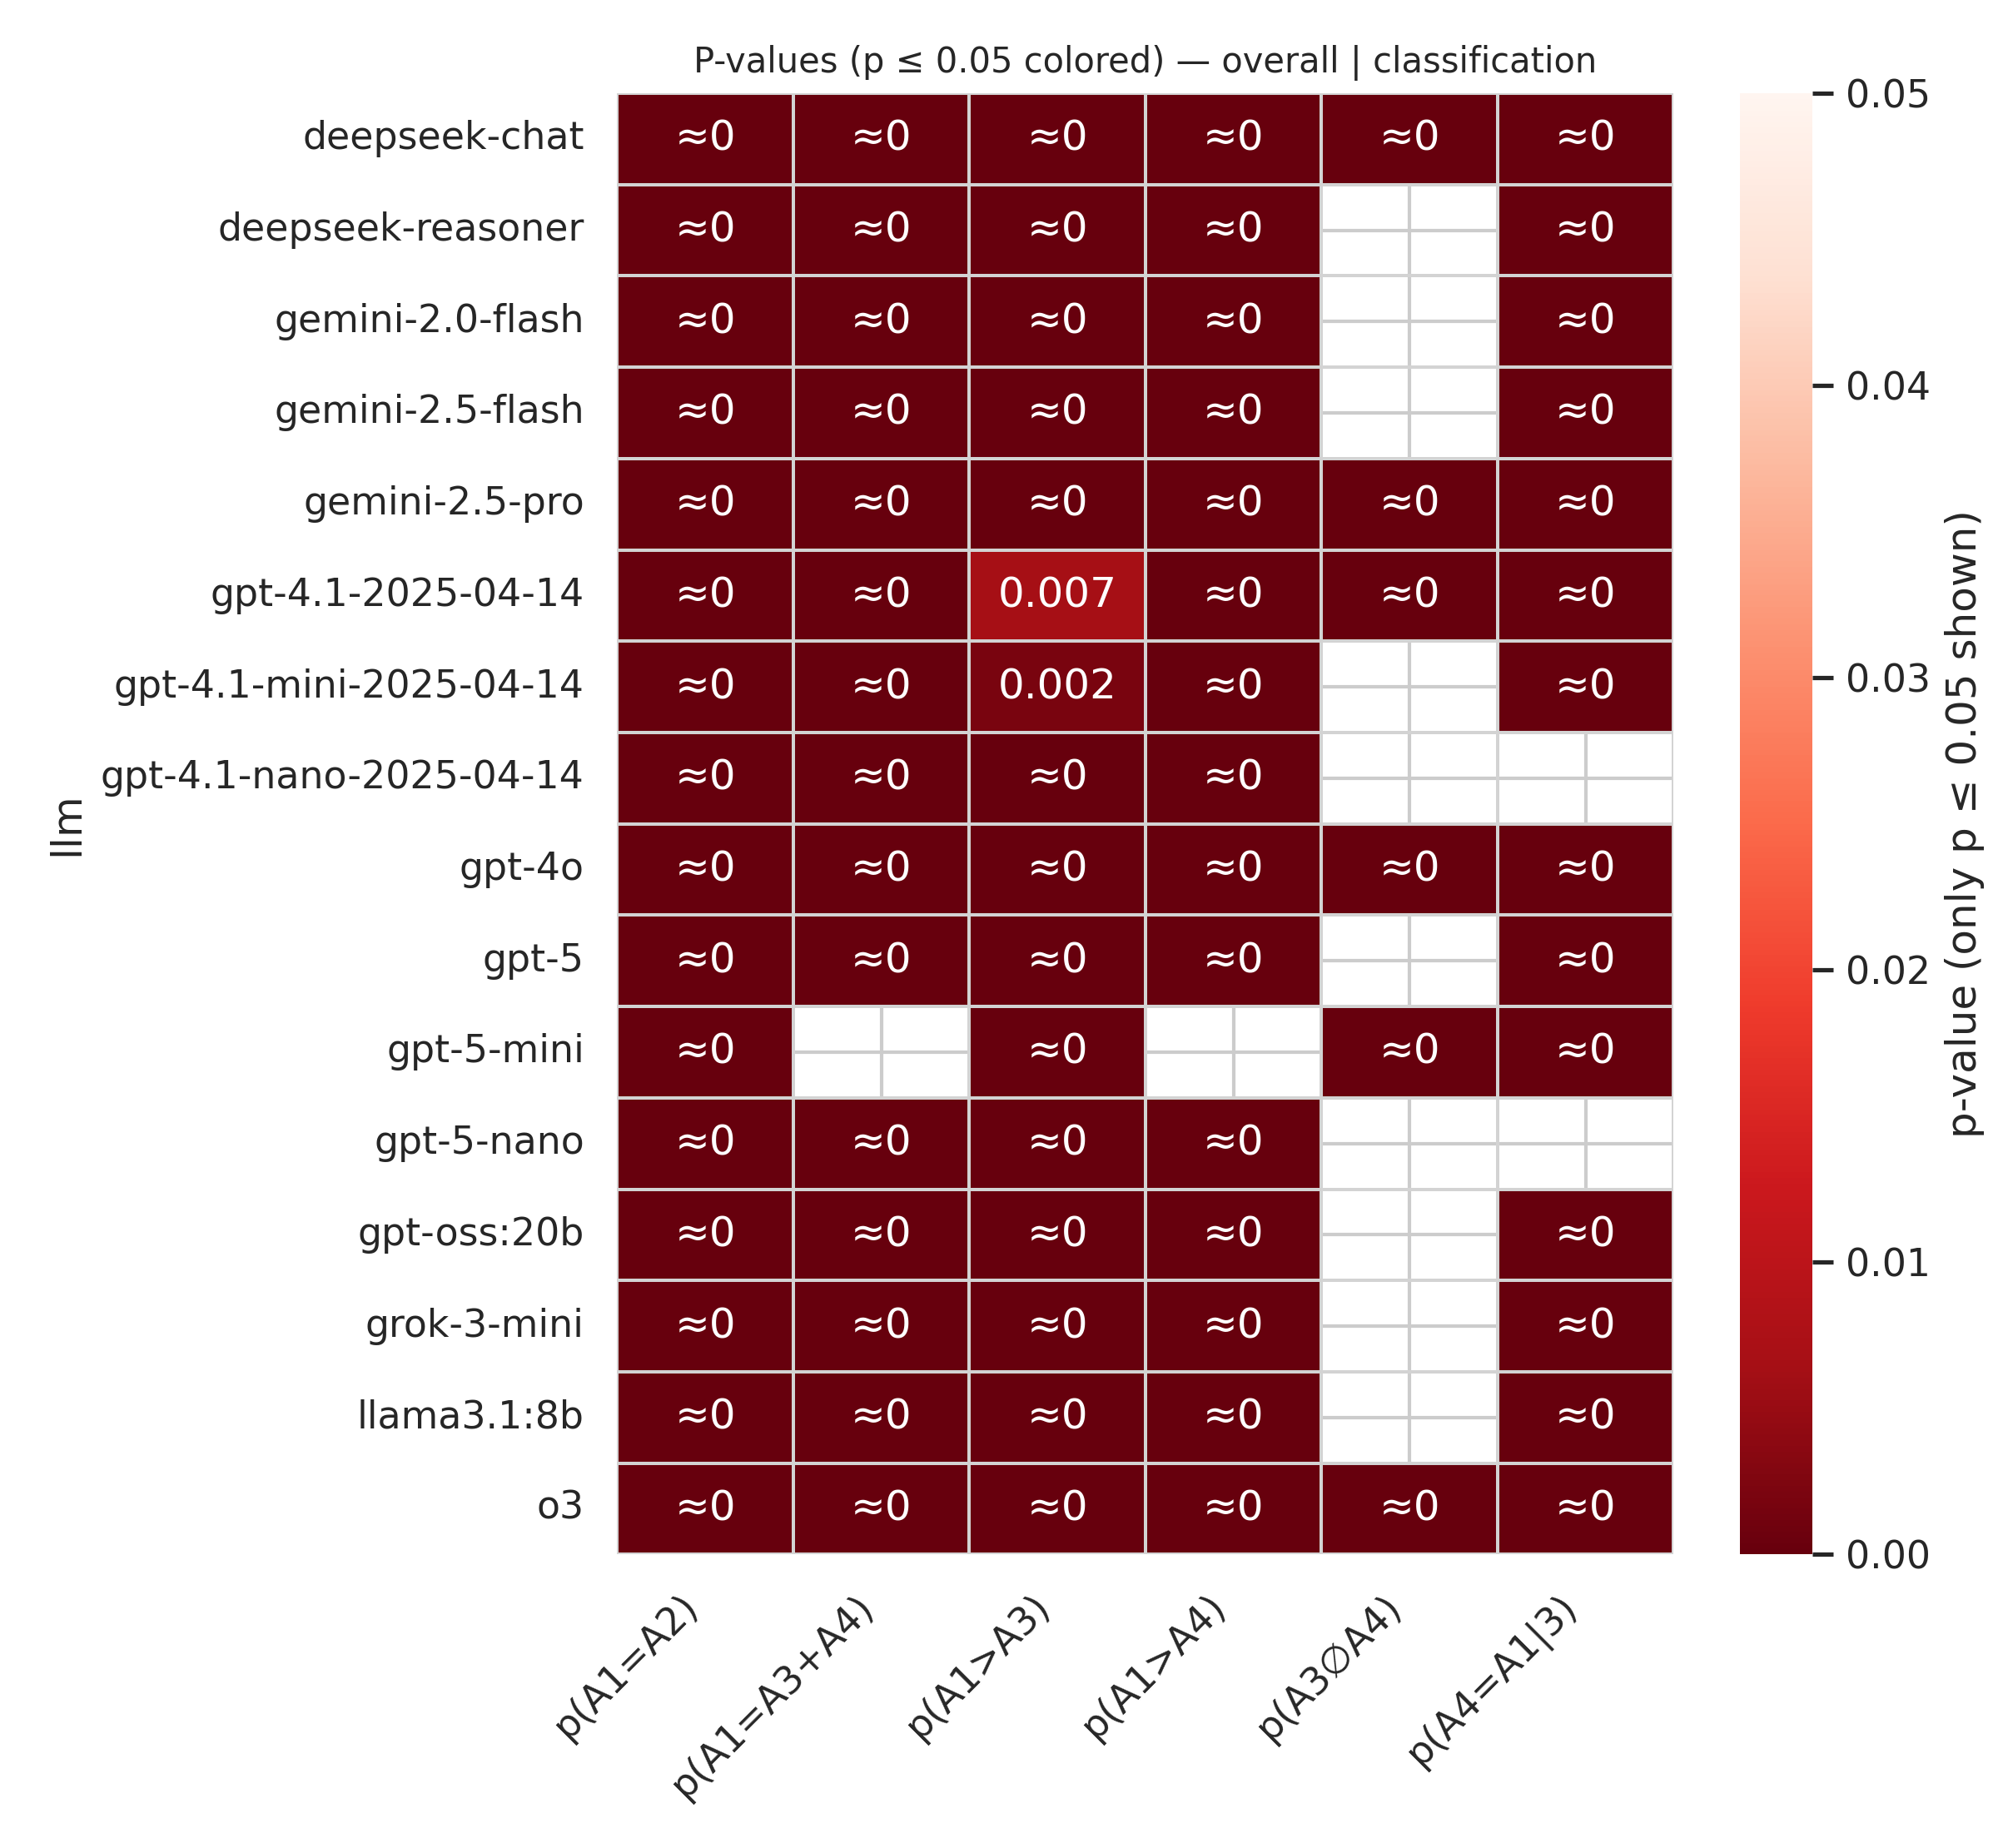 P-values (p ≤ 0.05 colored) — overall | classification
deepseek-chat ≈0 ≈0 ≈0 ≈0 ≈0 ≈0
deepseek-reasoner ≈0 ≈0 ≈0 ≈0 ≈0
gemini-2.0-flash ≈0 ≈0 ≈0 ≈0 ≈0
gemini-2.5-flash ≈0 ≈0 ≈0 ≈0 ≈0
gemini-2.5-pro ≈0 ≈0 ≈0 ≈0 ≈0 ≈0
gpt-4.1-2025-04-14 ≈0 ≈0 0.007 ≈0 ≈0 ≈0
gpt-4.1-mini-2025-04-14 ≈0 ≈0 0.002 ≈0 ≈0
gpt-4.1-nano-2025-04-14 ≈0 ≈0 ≈0 ≈0
gpt-4o ≈0 ≈0 ≈0 ≈0 ≈0 ≈0
gpt-5 ≈0 ≈0 ≈0 ≈0 ≈0
gpt-5-mini ≈0 ≈0 ≈0 ≈0
gpt-5-nano ≈0 ≈0 ≈0 ≈0
gpt-oss:20b ≈0 ≈0 ≈0 ≈0 ≈0
grok-3-mini ≈0 ≈0 ≈0 ≈0 ≈0
llama3.1:8b ≈0 ≈0 ≈0 ≈0 ≈0
o3 ≈0 ≈0 ≈0 ≈0 ≈0 ≈0
llm
p(A1=A2)
p(A1=A3+A4)
p(A1>A3)
p(A1>A4)
p(A3∅A4)
p(A4=A1|3)
0.05
0.04
0.03
0.02
0.01
0.00
p-value (only p ≤ 0.05 shown)